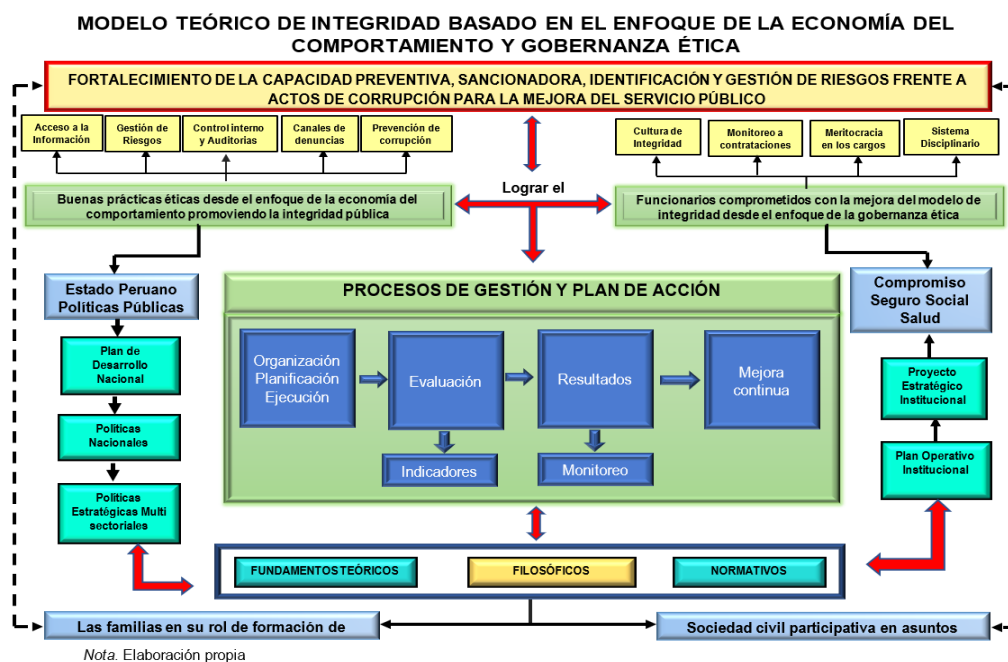 MODELO TEÓRICO DE INTEGRIDAD BASADO EN EL ENFOQUE DE LA ECONOMÍA DEL
COMPORTAMIENTO Y GOBERNANZA ÉTICA
FORTALECIMIENTO DE LA CAPACIDAD PREVENTIVA, SANCIONADORA, IDENTIFICACIÓN Y GESTIÓN DE RIESGOS FRENTE A
ACTOS DE CORRUPCIÓN PARA LA MEJORA DEL SERVICIO PÚBLICO
Acceso a la
Información
Gestión de
Riesgos
Control interno
y Auditorias
Canales de
denuncias
Prevención de
corrupción
Cultura de
Integridad
Monitoreo a
contrataciones
Meritocracia
en los cargos
Sistema
Disciplinario
Buenas prácticas éticas desde el enfoque de la economía del
comportamiento promoviendo la integridad pública
Lograr el
Funcionarios comprometidos con la mejora del modelo de
integridad desde el enfoque de la gobernanza ética
Estado Peruano
Políticas Públicas
Plan de
Desarrollo
Nacional
Políticas
Nacionales
Políticas
Estratégicas Multi
sectoriales
PROCESOS DE GESTIÓN Y PLAN DE ACCIÓN
Organización
Planificación
Ejecución
Evaluación
Resultados
Mejora
continua
Indicadores
Monitoreo
Compromiso
Seguro Social
Salud
Proyecto
Estratégico
Institucional
Plan Operativo
Institucional
FUNDAMENTOS TEÓRICOS
FILOSÓFICOS
NORMATIVOS
Las familias en su rol de formación de
Sociedad civil participativa en asuntos
Nota. Elaboración propia